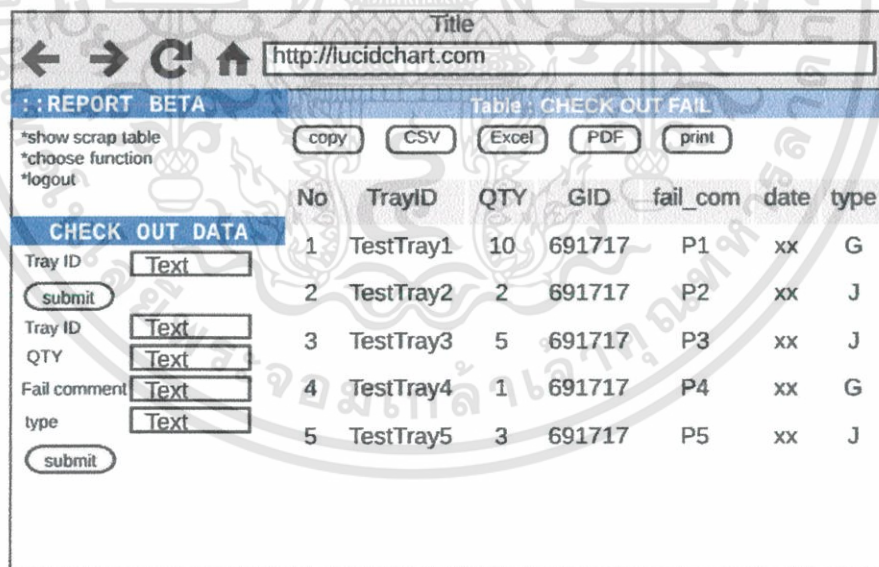 Title
http://lucidchart.com
::REPORT BETA
*show scrap table
*choose function
*logout
CHECK OUT DATA
Tray ID Text
submit
Tray ID Text
QTY Text
Fail comment Text
type Text
submit
Table : CHECK OUT FAIL
copy CSV Excel PDF print
No TrayID QTY GID fail_com date type
1 TestTray1 10 691717 P1 xx G
2 TestTray2 2 691717 P2 xx J
3 TestTray3 5 691717 P3 xx J
4 TestTray4 1 691717 P4 xx G
5 TestTray5 3 691717 P5 xx J